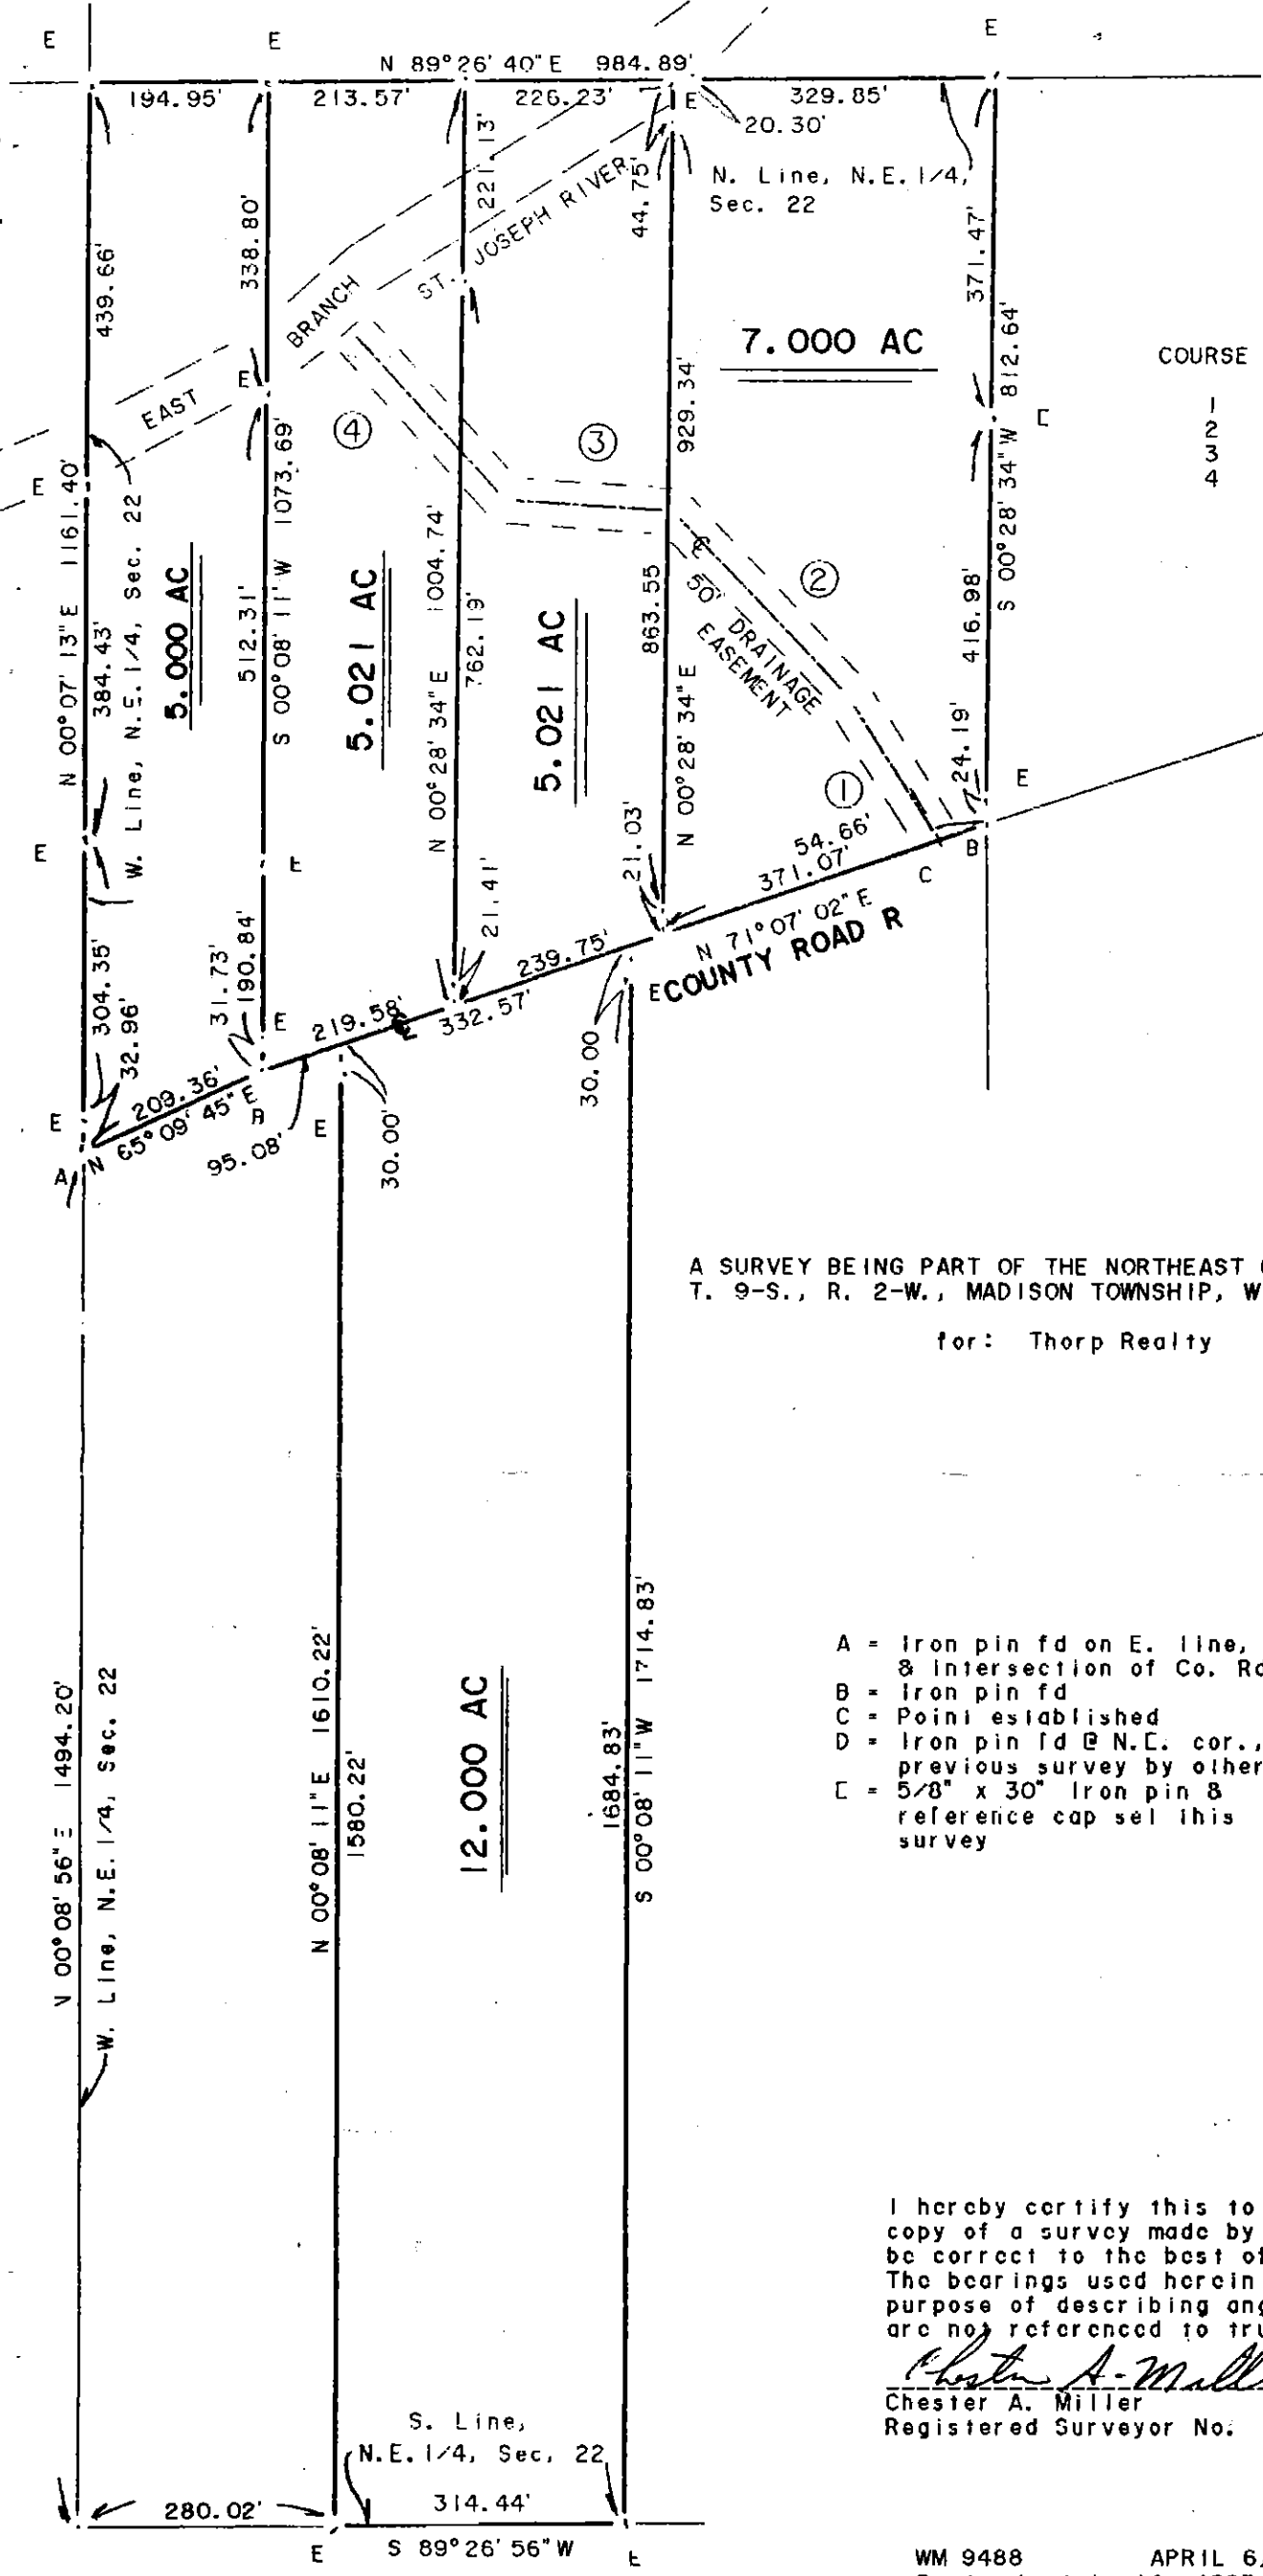 E
E
E
N 89°26' 40" E 984.89'
194.95'
213.57'
226.23'
329.85'
E
20.30'
N. Line, N.E. 1/4,
Sec. 22
439.66'
338.80'
221.13'
44.75'
371.47'
EAST
BRANCH
ST. JOSEPH RIVER
7.000 AC
COURSE
1
2
3
4
E
E
E
④
③
②
①
N 00° 07' 13" E 1161.40'
384.43'
W. Line, N.E. 1/4, Sec. 22
5.000 AC
512.31'
S 00° 08' 11" W 1073.69'
5.021 AC
N 00° 28' 34" E 1004.74'
762.19'
5.021 AC
929.34'
863.55
N 00° 28' 34" E
50' DRAINAGE
EASEMENT
416.98'
S 00° 28' 34" W 812.64'
24.19'
E
E
E
B
C
54.66'
371.07'
N 71° 07' 02" E
COUNTY ROAD R
21.03'
21.41'
239.75'
332.57'
219.58'
E
30.00
304.35'
32.96'
31.73'
190.84'
E
209.36'
N 65° 09' 45" E
95.08'
30.00'
E
E
A
A SURVEY BEING PART OF THE NORTHEAST
T. 9-S., R. 2-W., MADISON TOWNSHIP, W
for: Thorp Realty
N 00° 08' 56" E 1494.20'
W. Line, N.E. 1/4, Sec. 22
N 00° 08' 11" E 1610.22'
1580.22'
12.000 AC
1684.83'
S 00° 08' 11" W 1714.83'
A = Iron pin fd on E. line,
& intersection of Co. Ro
B = Iron pin fd
C = Point established
D = Iron pin fd @ N.E. cor.,
previous survey by other
E = 5/8" x 30" Iron pin &
reference cap set this
survey
I hereby certify this to
copy of a survey made by
be correct to the best of
The bearings used herein
purpose of describing ang
are not referenced to tru
Chester A. Mill
Chester A. Miller
Registered Surveyor No.
S. Line,
N.E. 1/4, Sec, 22
280.02'
314.44'
E
S 89° 26' 56" W
E
WM 9488 APRIL 6,